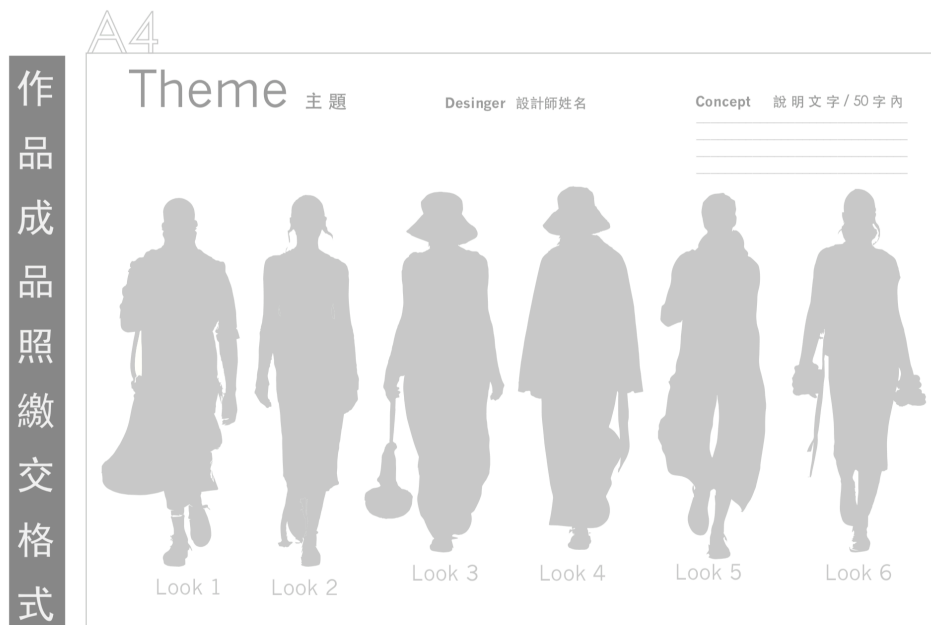 A4
作品成品照繳交格式
Theme 主題
Desinger 設計師姓名
Concept 說明文字/50字內
Look 1
Look 2
Look 3
Look 4
Look 5
Look 6